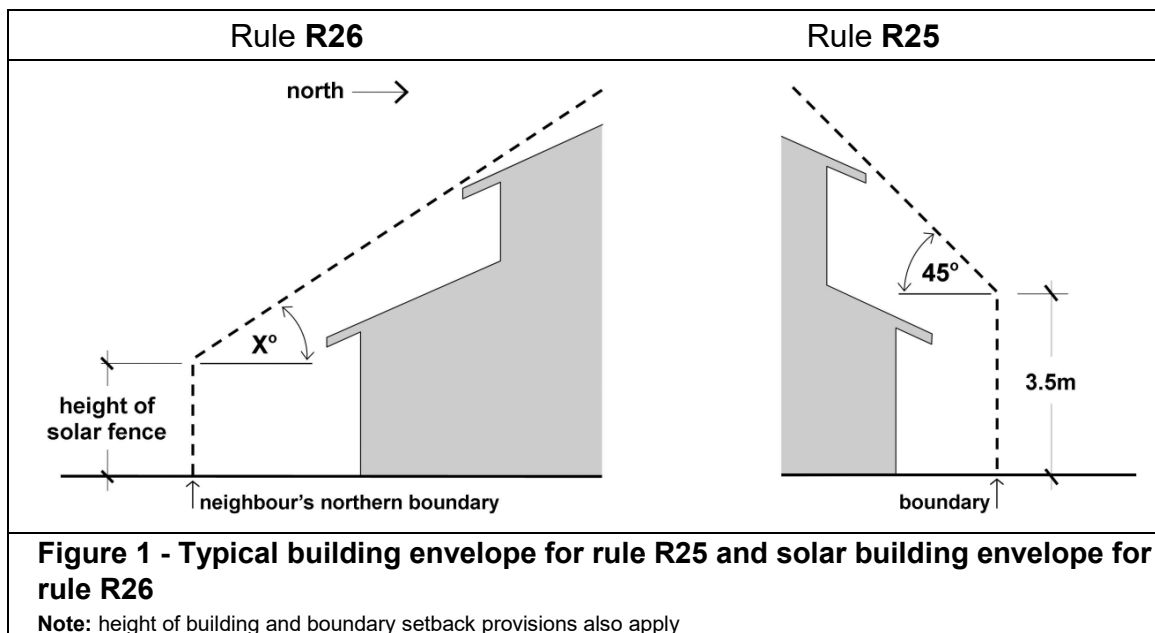 Rule R26
Rule R25
north
X°
height of
solar fence
neighbour's northern boundary
45°
3.5m
boundary
Figure 1 - Typical building envelope for rule R25 and solar building envelope for
rule R26
Note: height of building and boundary setback provisions also apply